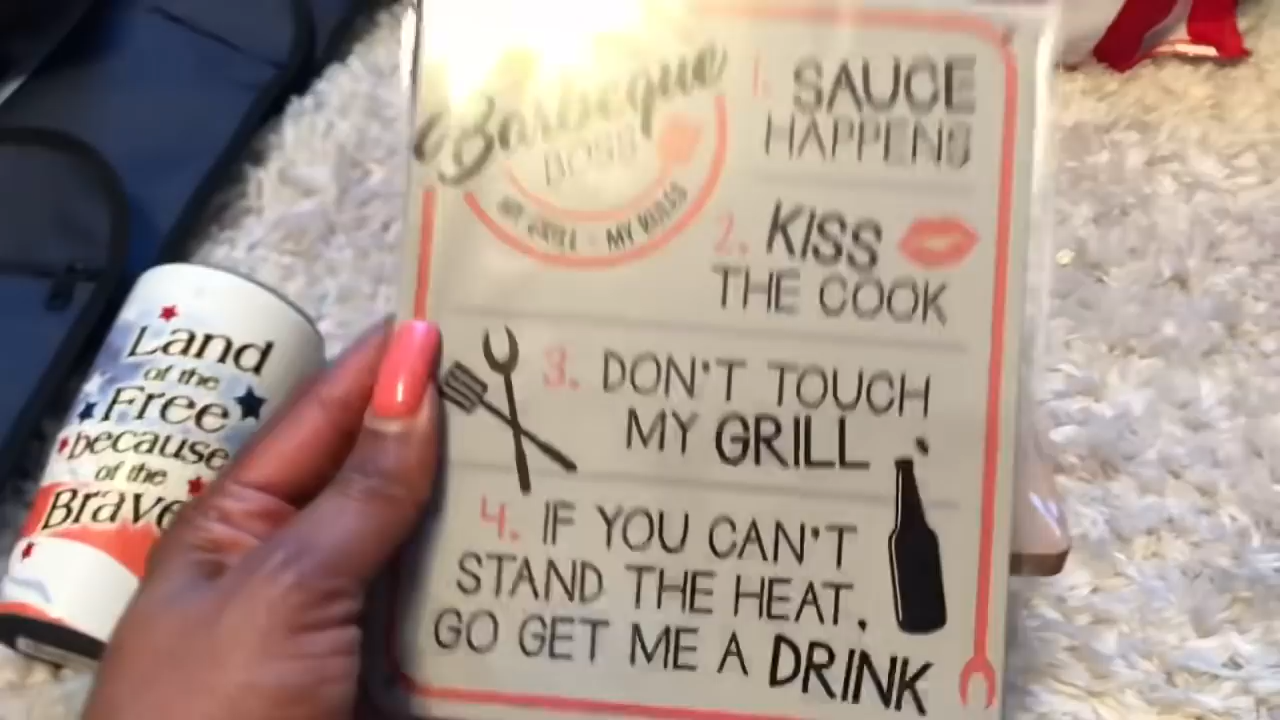 Barbeque
BOSS
MY GRILL - MY RULES
1. SAUCE
HAPPENS
2. KISS
THE COOK
3. DON'T TOUCH
MY GRILL
4. IF YOU CAN'T
STAND THE HEAT,
GO GET ME A DRINK
Land
of the
Free
because
of the
Brave